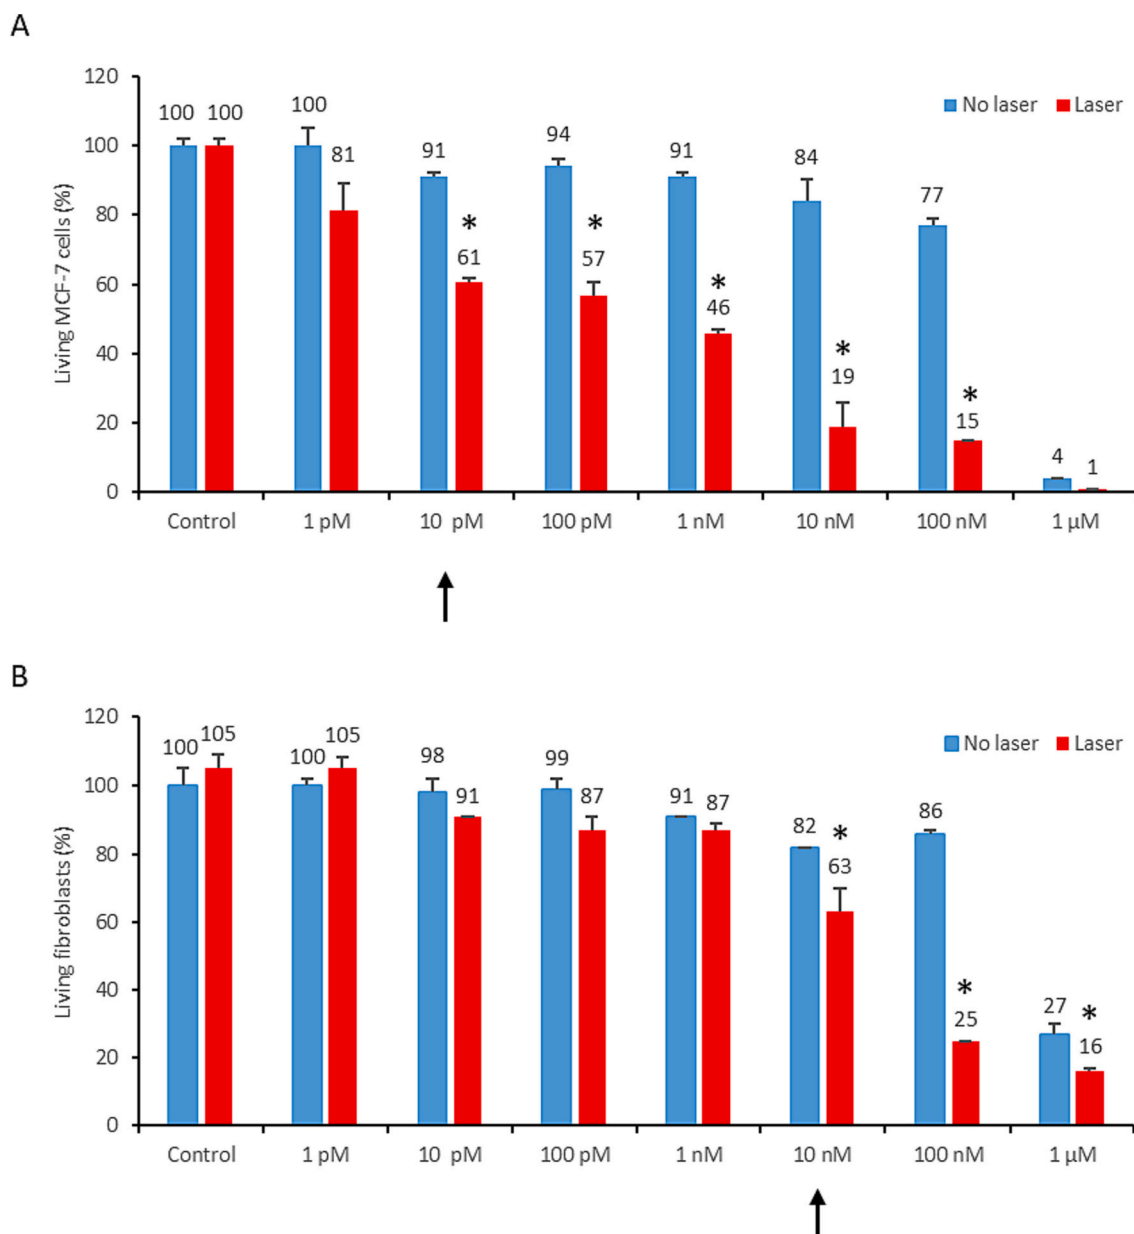 A
120
100
80
60
40
20
0
Living MCF-7 cells (%)
No laser Laser
100 100 100 81 91 * 61 94 * 57 91 * 46 84 * 19 77 * 15 4 1
Control 1 pM 10 pM 100 pM 1 nM 10 nM 100 nM 1 µM
B
120
100
80
60
40
20
0
Living fibroblasts (%)
No laser Laser
100 105 100 105 98 91 99 87 91 87 82 * 63 86 * 25 27 * 16
Control 1 pM 10 pM 100 pM 1 nM 10 nM 100 nM 1 µM